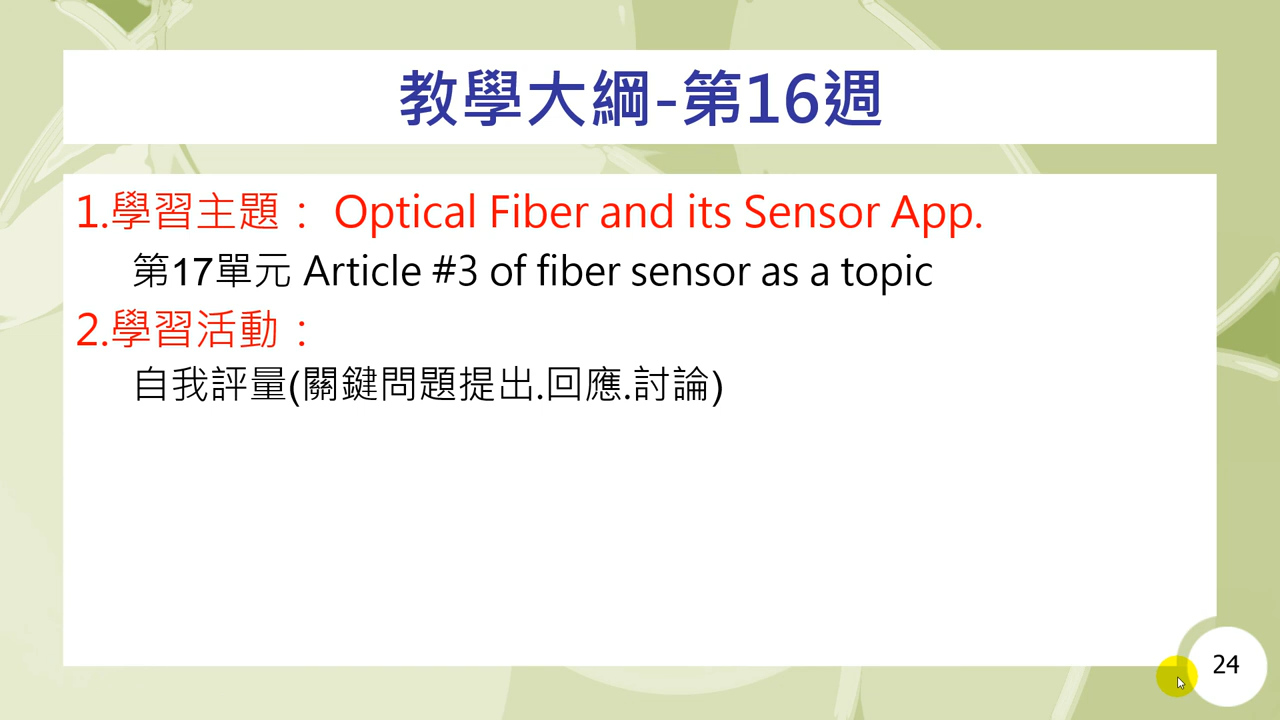 教學大綱-第16週
1.學習主題： Optical Fiber and its Sensor App.
第17單元 Article #3 of fiber sensor as a topic
2.學習活動：
自我評量(關鍵問題提出.回應.討論)
24